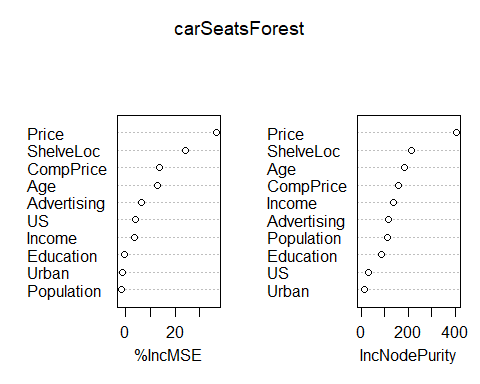 carSeatsForest
Price
ShelveLoc
CompPrice
Age
Advertising
US
Income
Education
Urban
Population
0 20
%IncMSE
Price
ShelveLoc
Age
CompPrice
Income
Advertising
Population
Education
US
Urban
0 200 400
IncNodePurity